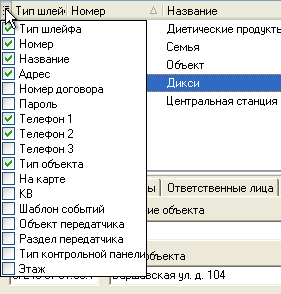 Тип шлей Номер Название
Диетические продукты
Семья
Объект
Дикси
Центральная станция
Тип шлейфа
Номер
Название
Адрес
Номер договора
Пароль
Телефон 1
Телефон 2
Телефон 3
Тип объекта
На карте
КВ
Шаблон событий
Объект передатчика
Раздел передатчика
Тип контрольной панели
Этаж
ы Ответственные лица
ие объекта
объекта
Варшавская ул. д. 104